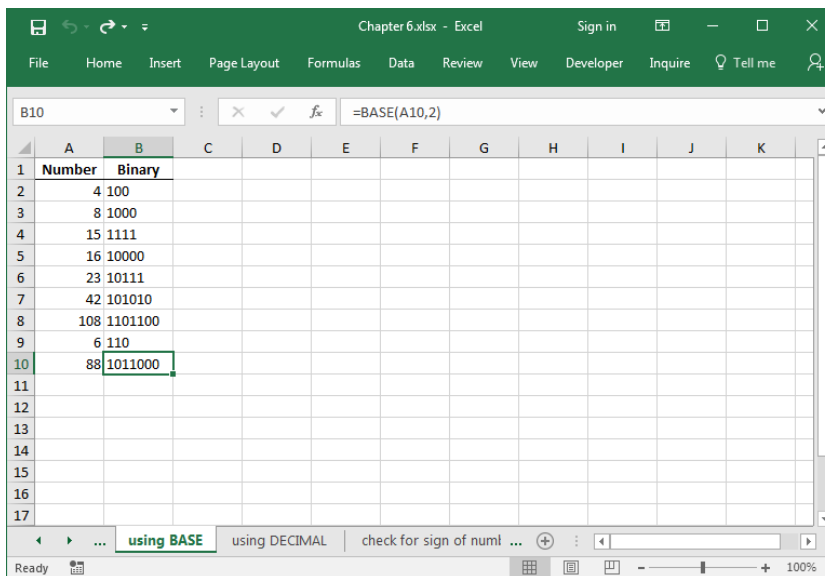 Chapter 6.xlsx - Excel Sign in
File Home Insert Page Layout Formulas Data Review View Developer Inquire Tell me
B10 fx =BASE(A10,2)
A B C D E F G H I J K
1 Number Binary
2 4 100
3 8 1000
4 15 1111
5 16 10000
6 23 10111
7 42 101010
8 108 1101100
9 6 110
10 88 1011000
11
12
13
14
15
16
17
... using BASE using DECIMAL check for sign of numl ...
Ready 100%